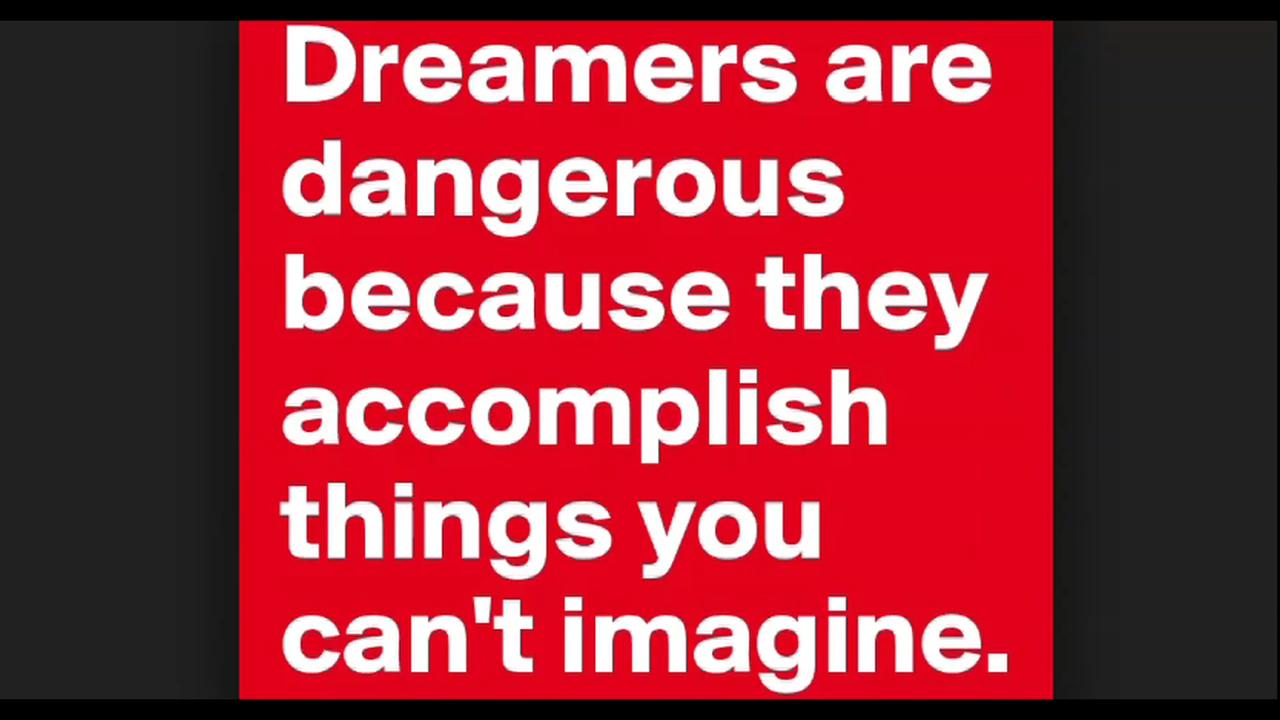 Dreamers are
dangerous
because they
accomplish
things you
can't imagine.